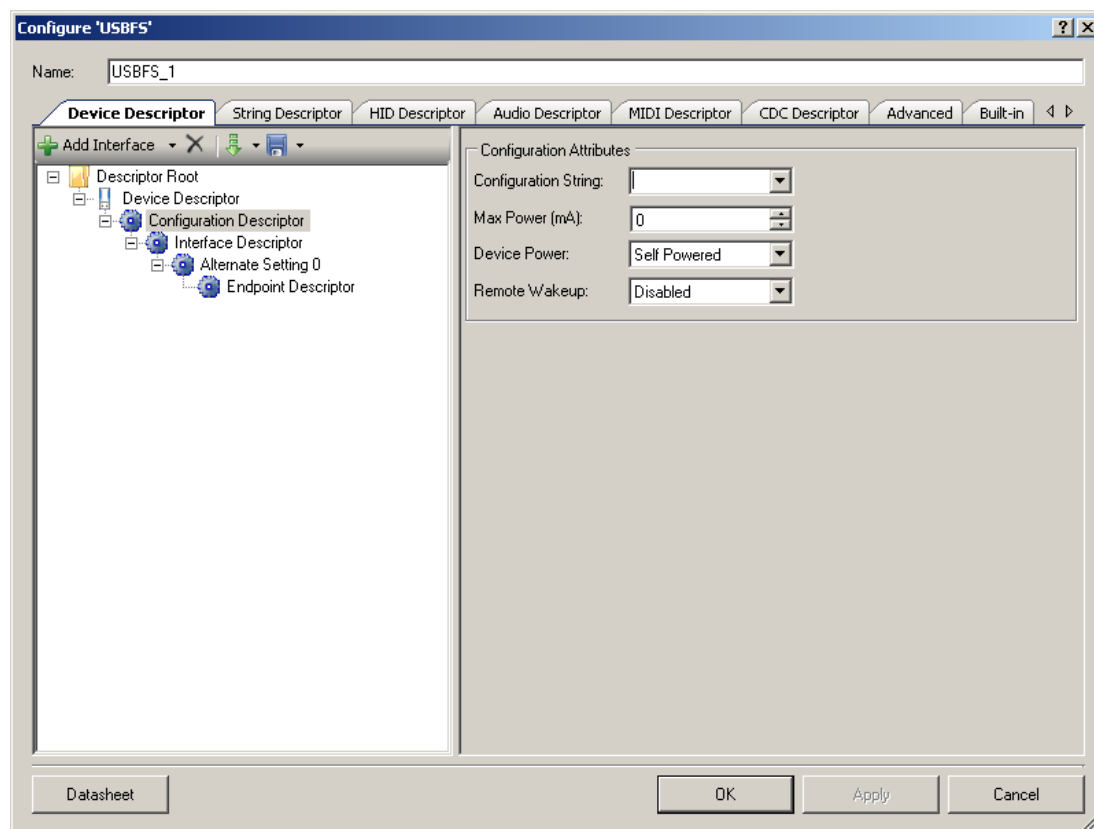 Configure 'USBFS'
Name: USBFS_1
Device Descriptor String Descriptor HID Descriptor Audio Descriptor MIDI Descriptor CDC Descriptor Advanced Built-in
Add Interface
Descriptor Root
Device Descriptor
Configuration Descriptor
Interface Descriptor
Alternate Setting 0
Endpoint Descriptor
Configuration Attributes
Configuration String:
Max Power (mA): 0
Device Power: Self Powered
Remote Wakeup: Disabled
Datasheet OK Apply Cancel